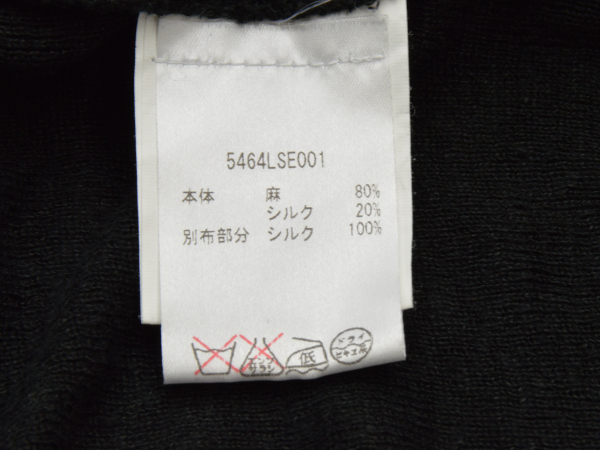 5464LSE001
本体 麻 80%
シルク 20%
別布部分 シルク 100%
エンソサラシ 低 ドライ セキユ系